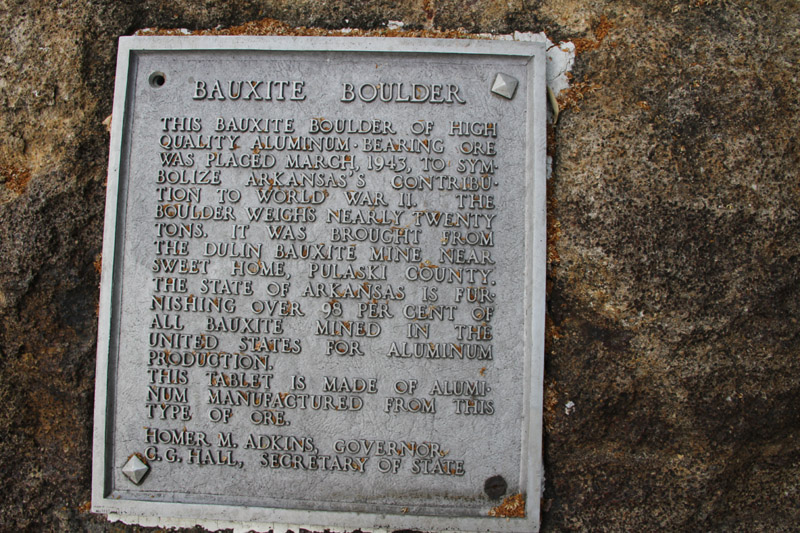 BAUXITE BOULDER
THIS BAUXITE BOULDER OF HIGH
QUALITY ALUMINUM-BEARING ORE
WAS PLACED MARCH, 1943, TO SYM-
BOLIZE ARKANSAS'S CONTRIBU-
TION TO WORLD WAR II. THE
BOULDER WEIGHS NEARLY TWENTY
TONS. IT WAS BROUGHT FROM
THE DULIN BAUXITE MINE NEAR
SWEET HOME, PULASKI COUNTY.
THE STATE OF ARKANSAS IS FUR-
NISHING OVER 98 PER CENT OF
ALL BAUXITE MINED IN THE
UNITED STATES FOR ALUMINUM
PRODUCTION.
THIS TABLET IS MADE OF ALUMI-
NUM MANUFACTURED FROM THIS
TYPE OF ORE.
HOMER M. ADKINS, GOVERNOR
C. G. HALL, SECRETARY OF STATE